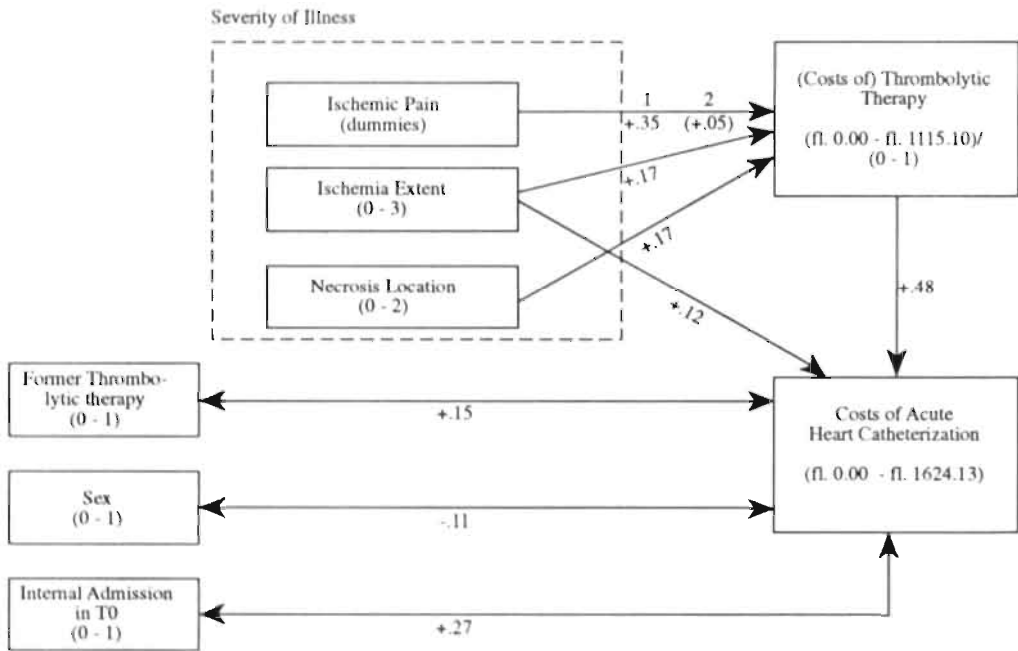 Severity of Illness
Ischemic Pain
(dummies)
1 2
+.35 (+.05)
(Costs of) Thrombolytic
Therapy
(fl. 0.00 - fl. 1115.10)/
(0 - 1)
Ischemia Extent
(0 - 3)
+.17
Necrosis Location
(0 - 2)
+.17
+.12
+.48
Former Thrombo-
lytic therapy
(0 - 1)
+.15
Costs of Acute
Heart Catheterization
(fl. 0.00 - fl. 1624.13)
Sex
(0 - 1)
-.11
Internal Admission
in T0
(0 - 1)
+.27